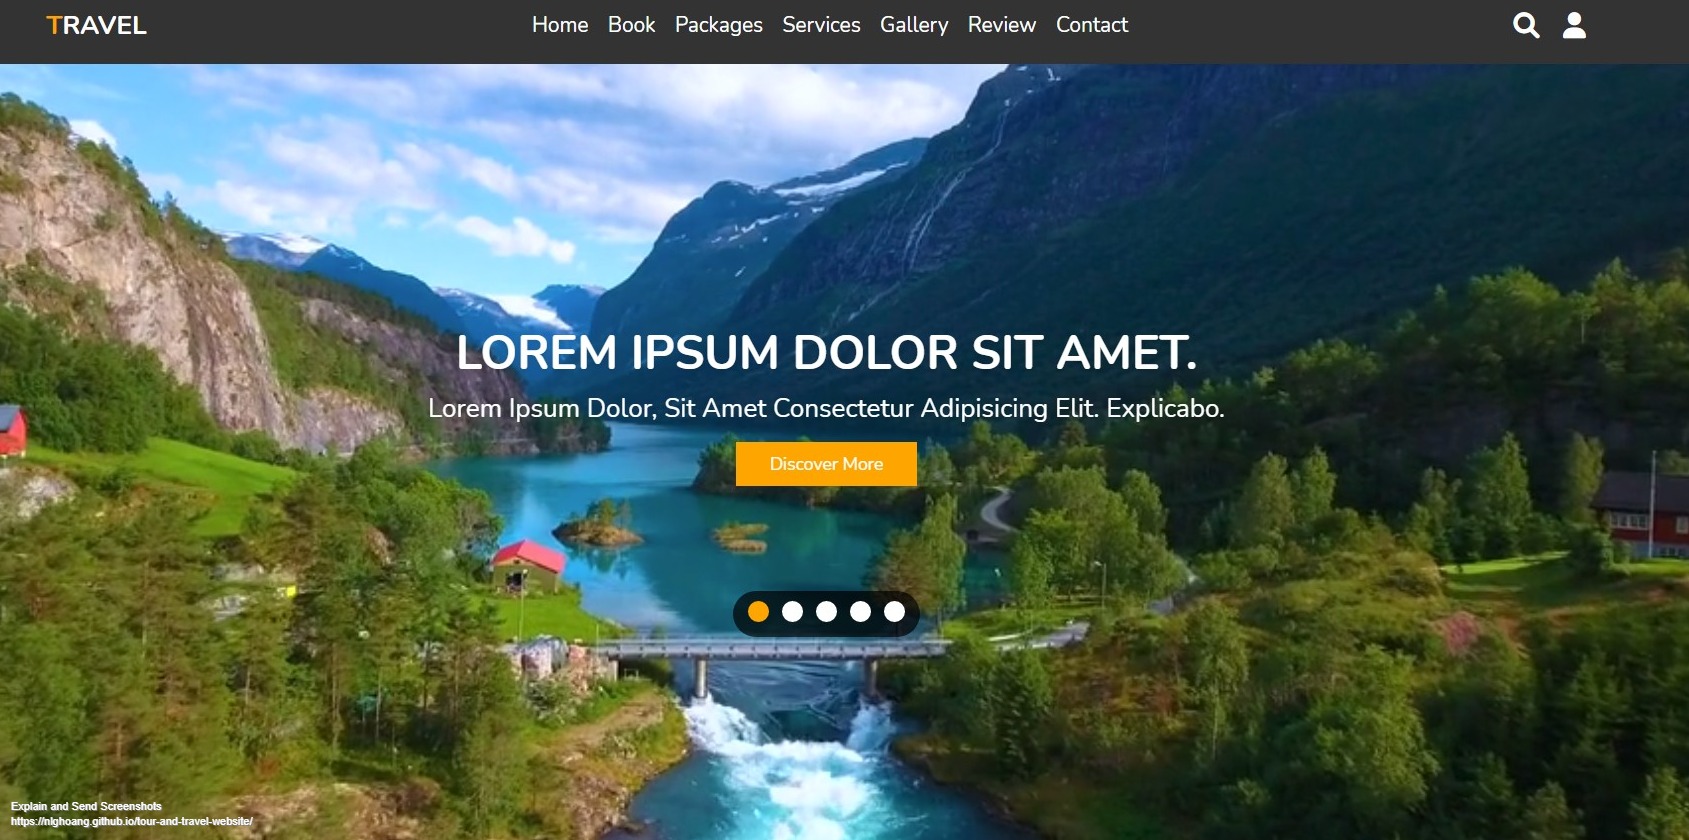 TRAVEL
Home Book Packages Services Gallery Review Contact
LOREM IPSUM DOLOR SIT AMET.
Lorem Ipsum Dolor, Sit Amet Consectetur Adipisicing Elit. Explicabo.
Discover More
Explain and Send Screenshots
https://nlghoang.github.io/tour-and-travel-website/